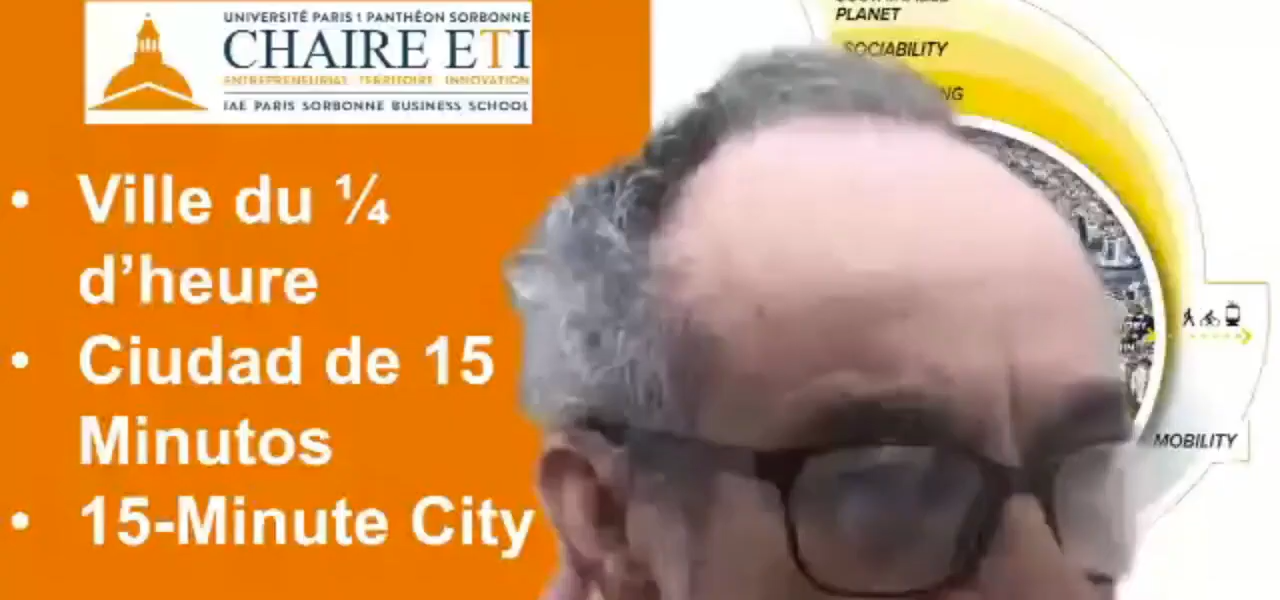 UNIVERSITÉ PARIS 1 PANTHÉON SORBONNE
CHAIRE ETI
ENTREPRENEURIAT TERRITOIRE INNOVATION
IAE PARIS SORBONNE BUSINESS SCHOOL
• Ville du ¼
d’heure
• Ciudad de 15
Minutos
• 15-Minute City
PLANET
SOCIABILITY
NG
MOBILITY